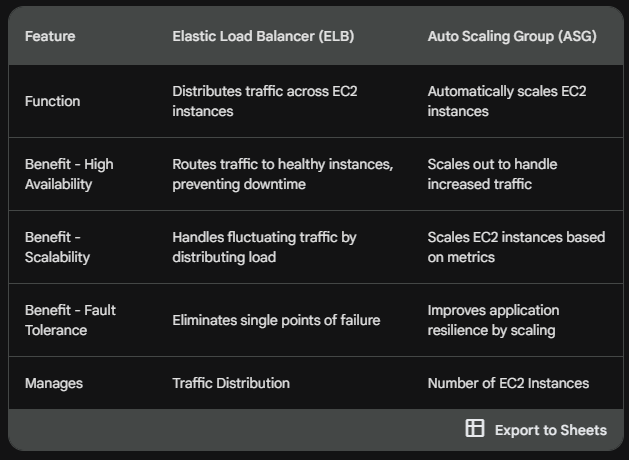 Feature Elastic Load Balancer (ELB) Auto Scaling Group (ASG)
Function Distributes traffic across EC2 instances Automatically scales EC2 instances
Benefit - High Availability Routes traffic to healthy instances, preventing downtime Scales out to handle increased traffic
Benefit - Scalability Handles fluctuating traffic by distributing load Scales EC2 instances based on metrics
Benefit - Fault Tolerance Eliminates single points of failure Improves application resilience by scaling
Manages Traffic Distribution Number of EC2 Instances
Export to Sheets